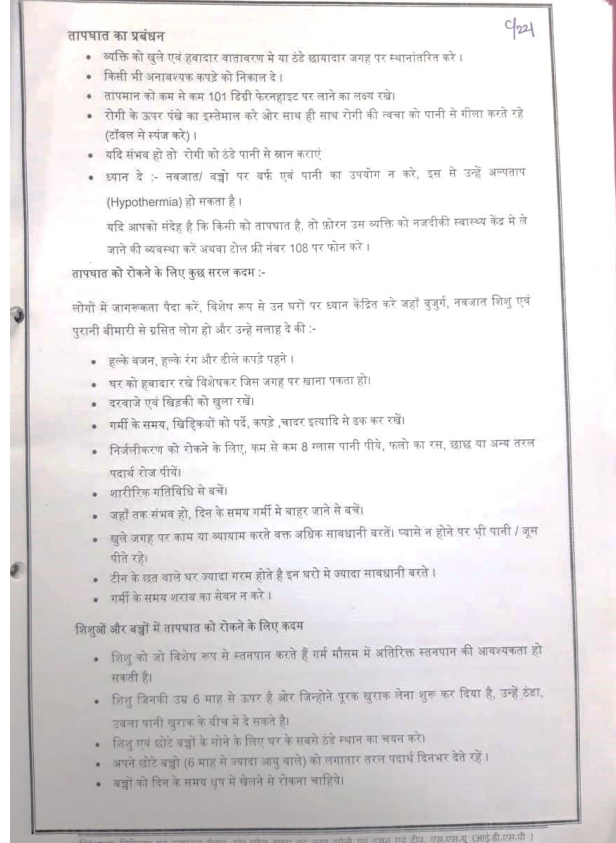 C/221
तापघात का प्रबंधन
• व्यक्ति को खुले एवं हवादार वातावरण मे या ठंडे छायादार जगह पर स्थानांतरित करे ।
• किसी भी अनावश्यक कपड़े को निकाल दे ।
• तापमान को कम से कम 101 डिग्री फेरनहाइट पर लाने का लक्ष्य रखे।
• रोगी के ऊपर पंखे का इस्तेमाल करे ओर साथ ही साथ रोगी की त्वचा को पानी से गीला करते रहे
(टॉवल से स्पंज करे) ।
• यदि संभव हो तो रोगी को ठंडे पानी से स्नान कराएं
• ध्यान दे :- नवजात/ बच्चो पर बर्फ एवं पानी का उपयोग न करे, इस से उन्हें अल्पताप
(Hypothermia) हो सकता है ।
यदि आपको संदेह है कि किसी को तापघात है, तो फ़ोरन उस व्यक्ति को नजदीकी स्वास्थ्य केंद्र मे ले
जाने की व्यवस्था करें अथवा टोल फ्री नंबर 108 पर फोन करे ।
तापघात को रोकने के लिए कुछ सरल कदम :-
लोगों में जागरूकता पैदा करें, विशेष रूप से उन घरों पर ध्यान केंद्रित करे जहाँ बुजुर्ग, नवजात शिशु एवं
पुरानी बीमारी से ग्रसित लोग हो और उन्हे सलाह दे की :-
• हल्के वजन, हल्के रंग और ढीले कपड़े पहने ।
• घर को हवादार रखे विशेषकर जिस जगह पर खाना पकता हो।
• दरवाजे एवं खिड़की को खुला रखें।
• गर्मी के समय, खिड़िकियों को पर्दे, कपड़े ,चादर इत्यादि से ढक कर रखें।
• निर्जलीकरण को रोकने के लिए, कम से कम 8 ग्लास पानी पीये, फलो का रस, छाछ या अन्य तरल
पदार्थ रोज पीयें।
• शारीरिक गतिविधि से बचें।
• जहाँ तक संभव हो, दिन के समय गर्मी मे बाहर जाने से बचें।
• खुले जगह पर काम या व्यायाम करते वक्त अधिक सावधानी बरतें। प्यासे न होने पर भी पानी / जूस
पीते रहे।
• टीन के छत वाले घर ज्यादा गरम होते है इन घरो मे ज्यादा सावधानी बरते ।
• गर्मी के समय शराब का सेवन न करे ।
शिशुओं और बच्चों में तापघात को रोकने के लिए कदम
• शिशु को जो विशेष रूप से स्तनपान करते हैं गर्म मौसम में अतिरिक्त स्तनपान की आवश्यकता हो
सकती है।
• शिशु जिनकी उम्र 6 माह से ऊपर है ओर जिन्होने पूरक खुराक लेना शुरू कर दिया है, उन्हें ठंडा,
उबला पानी खुराक के बीच मे दे सकते है।
• शिशु एवं छोटे बच्चों के सोने के लिए घर के सबसे ठंडे स्थान का चयन करे।
• अपने छोटे बच्चो (6 माह से ज्यादा आयु वाले) को लगातार तरल पदार्थ दिनभर देते रहें ।
• बच्चों को दिन के समय धुप में खेलने से रोकना चाहिये।
एस.एस.यू (आई.डी.एस.पी )